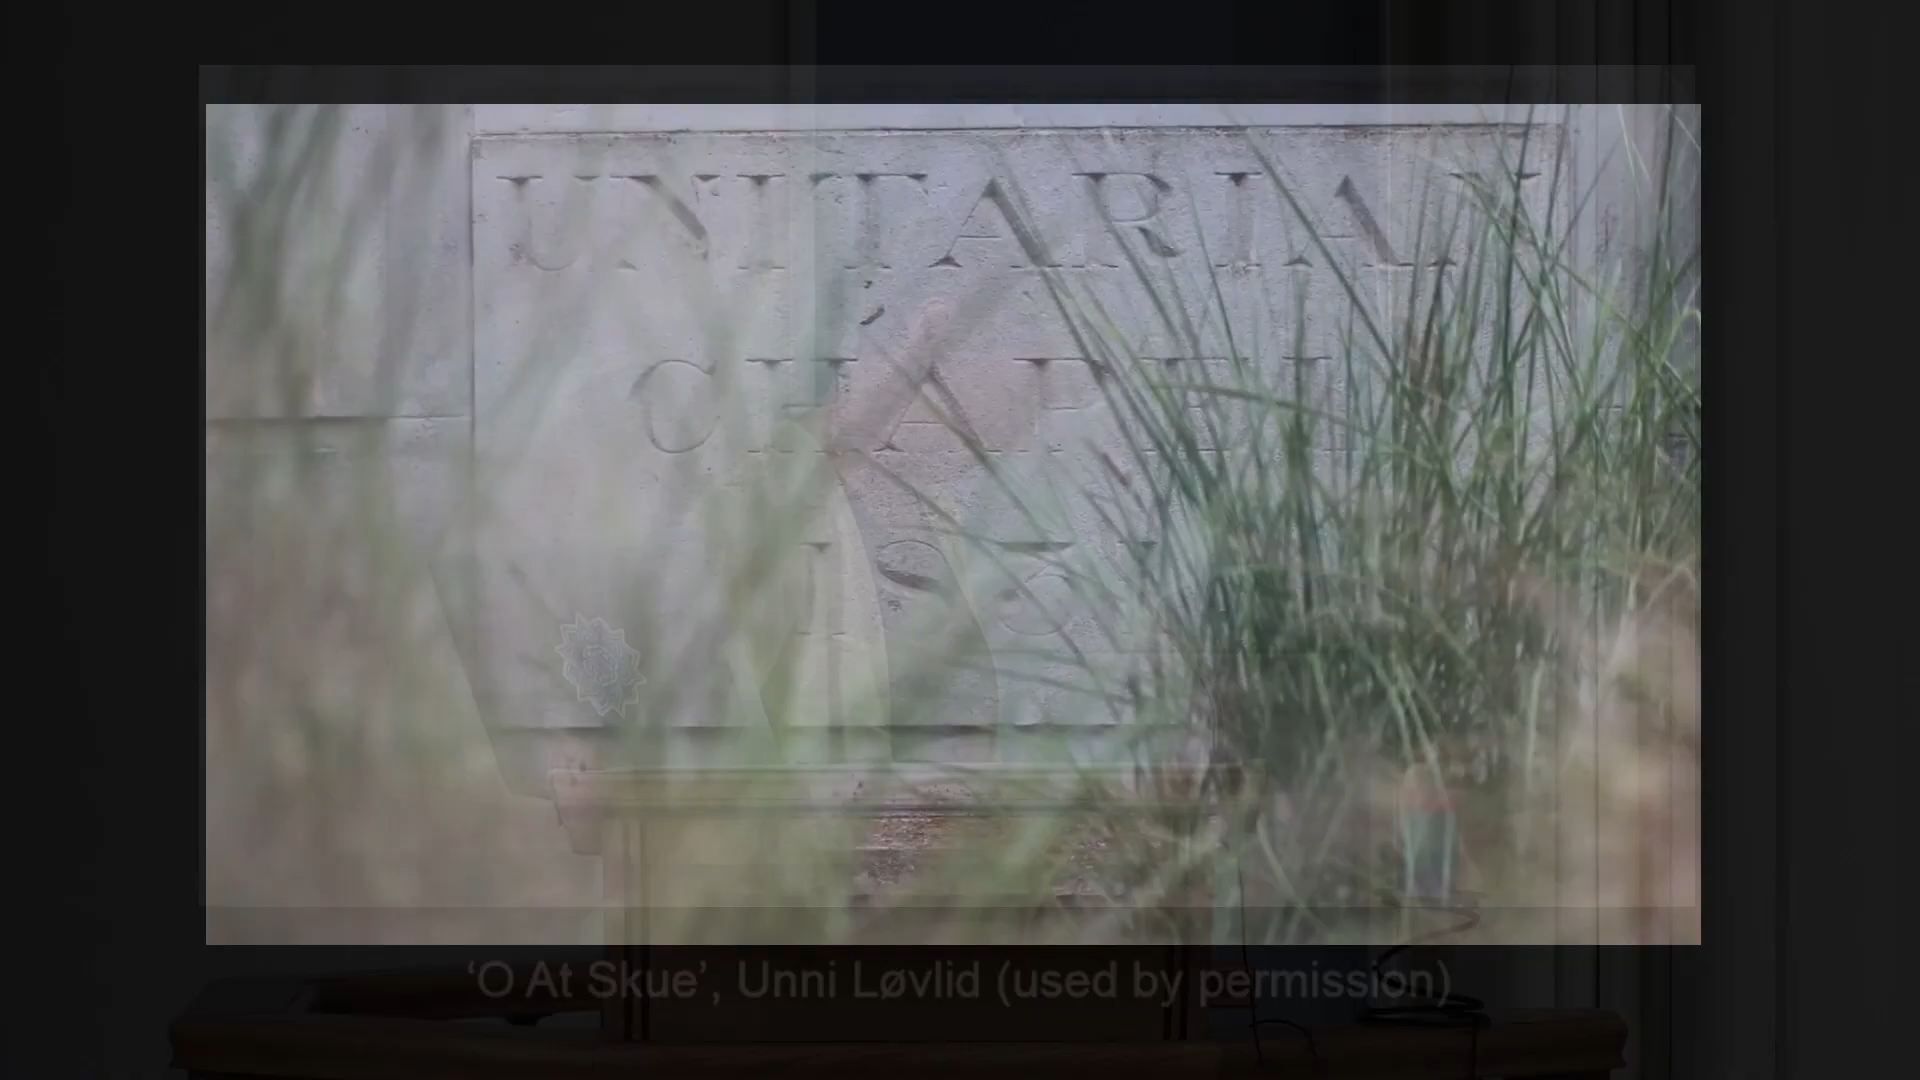 UNITARIAN
CHAPEL
‘O At Skue’, Unni Løvlid (used by permission)